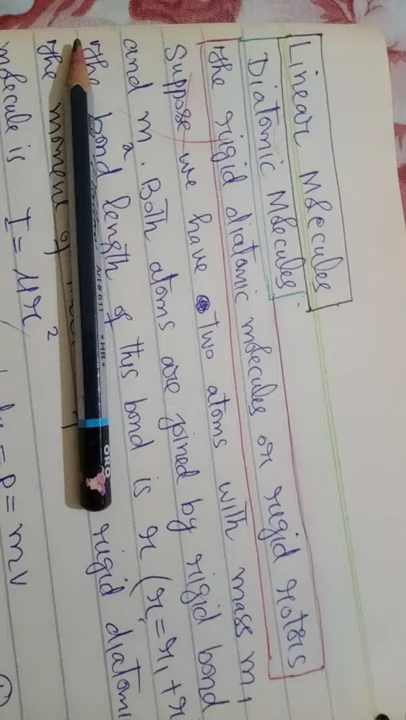 Linear Molecules
Diatomic Molecules
The rigid diatomic molecules or rigid rotors
Suppose we have two atoms with mass m₁
and m₂. Both atoms are joined by rigid bond
The bond length of this bond is r (r = r₁ + r
The moment of rigid diatomi
molecule is I = μr²
= p = mv
ORO